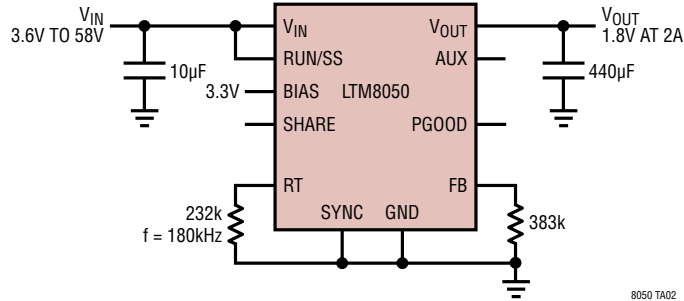 VIN
3.6V TO 58V
10µF
3.3V
VIN
RUN/SS
BIAS
LTM8050
SHARE
RT
SYNC
GND
VOUT
AUX
PGOOD
FB
VOUT
1.8V AT 2A
440µF
232k
f = 180kHz
383k
8050 TA02